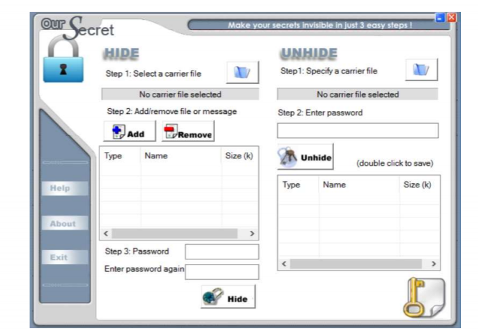 Our Secret
Make your secrets invisible in just 3 easy steps !
HIDE
Step 1: Select a carrier file
No carrier file selected
Step 2: Add/remove file or message
Add
Remove
Type Name Size (k)
Step 3: Password
Enter password again
Hide
UNHIDE
Step1: Specify a carrier file
No carrier file selected
Step 2: Enter password
Unhide
(double click to save)
Type Name Size (k)
Help
About
Exit